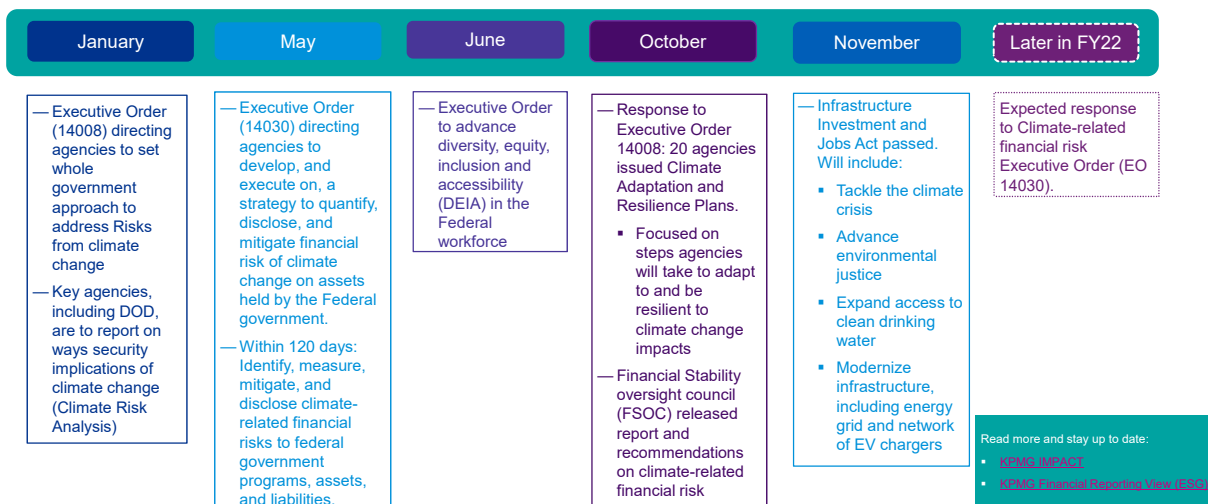 January
May
June
October
November
Later in FY22
— Executive Order
(14008) directing
agencies to set
whole
government
approach to
address Risks
from climate
change
— Key agencies,
including DOD,
are to report on
ways security
implications of
climate change
(Climate Risk
Analysis)
— Executive Order
(14030) directing
agencies to
develop, and
execute on, a
strategy to quantify,
disclose, and
mitigate financial
risk of climate
change on assets
held by the Federal
government.
— Within 120 days:
Identify, measure,
mitigate, and
disclose climate-
related financial
risks to federal
government
programs, assets,
and liabilities.
— Executive Order
to advance
diversity, equity,
inclusion and
accessibility
(DEIA) in the
Federal
workforce
— Response to
Executive Order
14008: 20 agencies
issued Climate
Adaptation and
Resilience Plans.
▪ Focused on
steps agencies
will take to adapt
to and be
resilient to
climate change
impacts
— Financial Stability
oversight council
(FSOC) released
report and
recommendations
on climate-related
financial risk
— Infrastructure
Investment and
Jobs Act passed.
Will include:
▪ Tackle the climate
crisis
▪ Advance
environmental
justice
▪ Expand access to
clean drinking
water
▪ Modernize
infrastructure,
including energy
grid and network
of EV chargers
Expected response
to Climate-related
financial risk
Executive Order (EO
14030).
Read more and stay up to date:
▪ KPMG IMPACT
▪ KPMG Financial Reporting View (ESG)